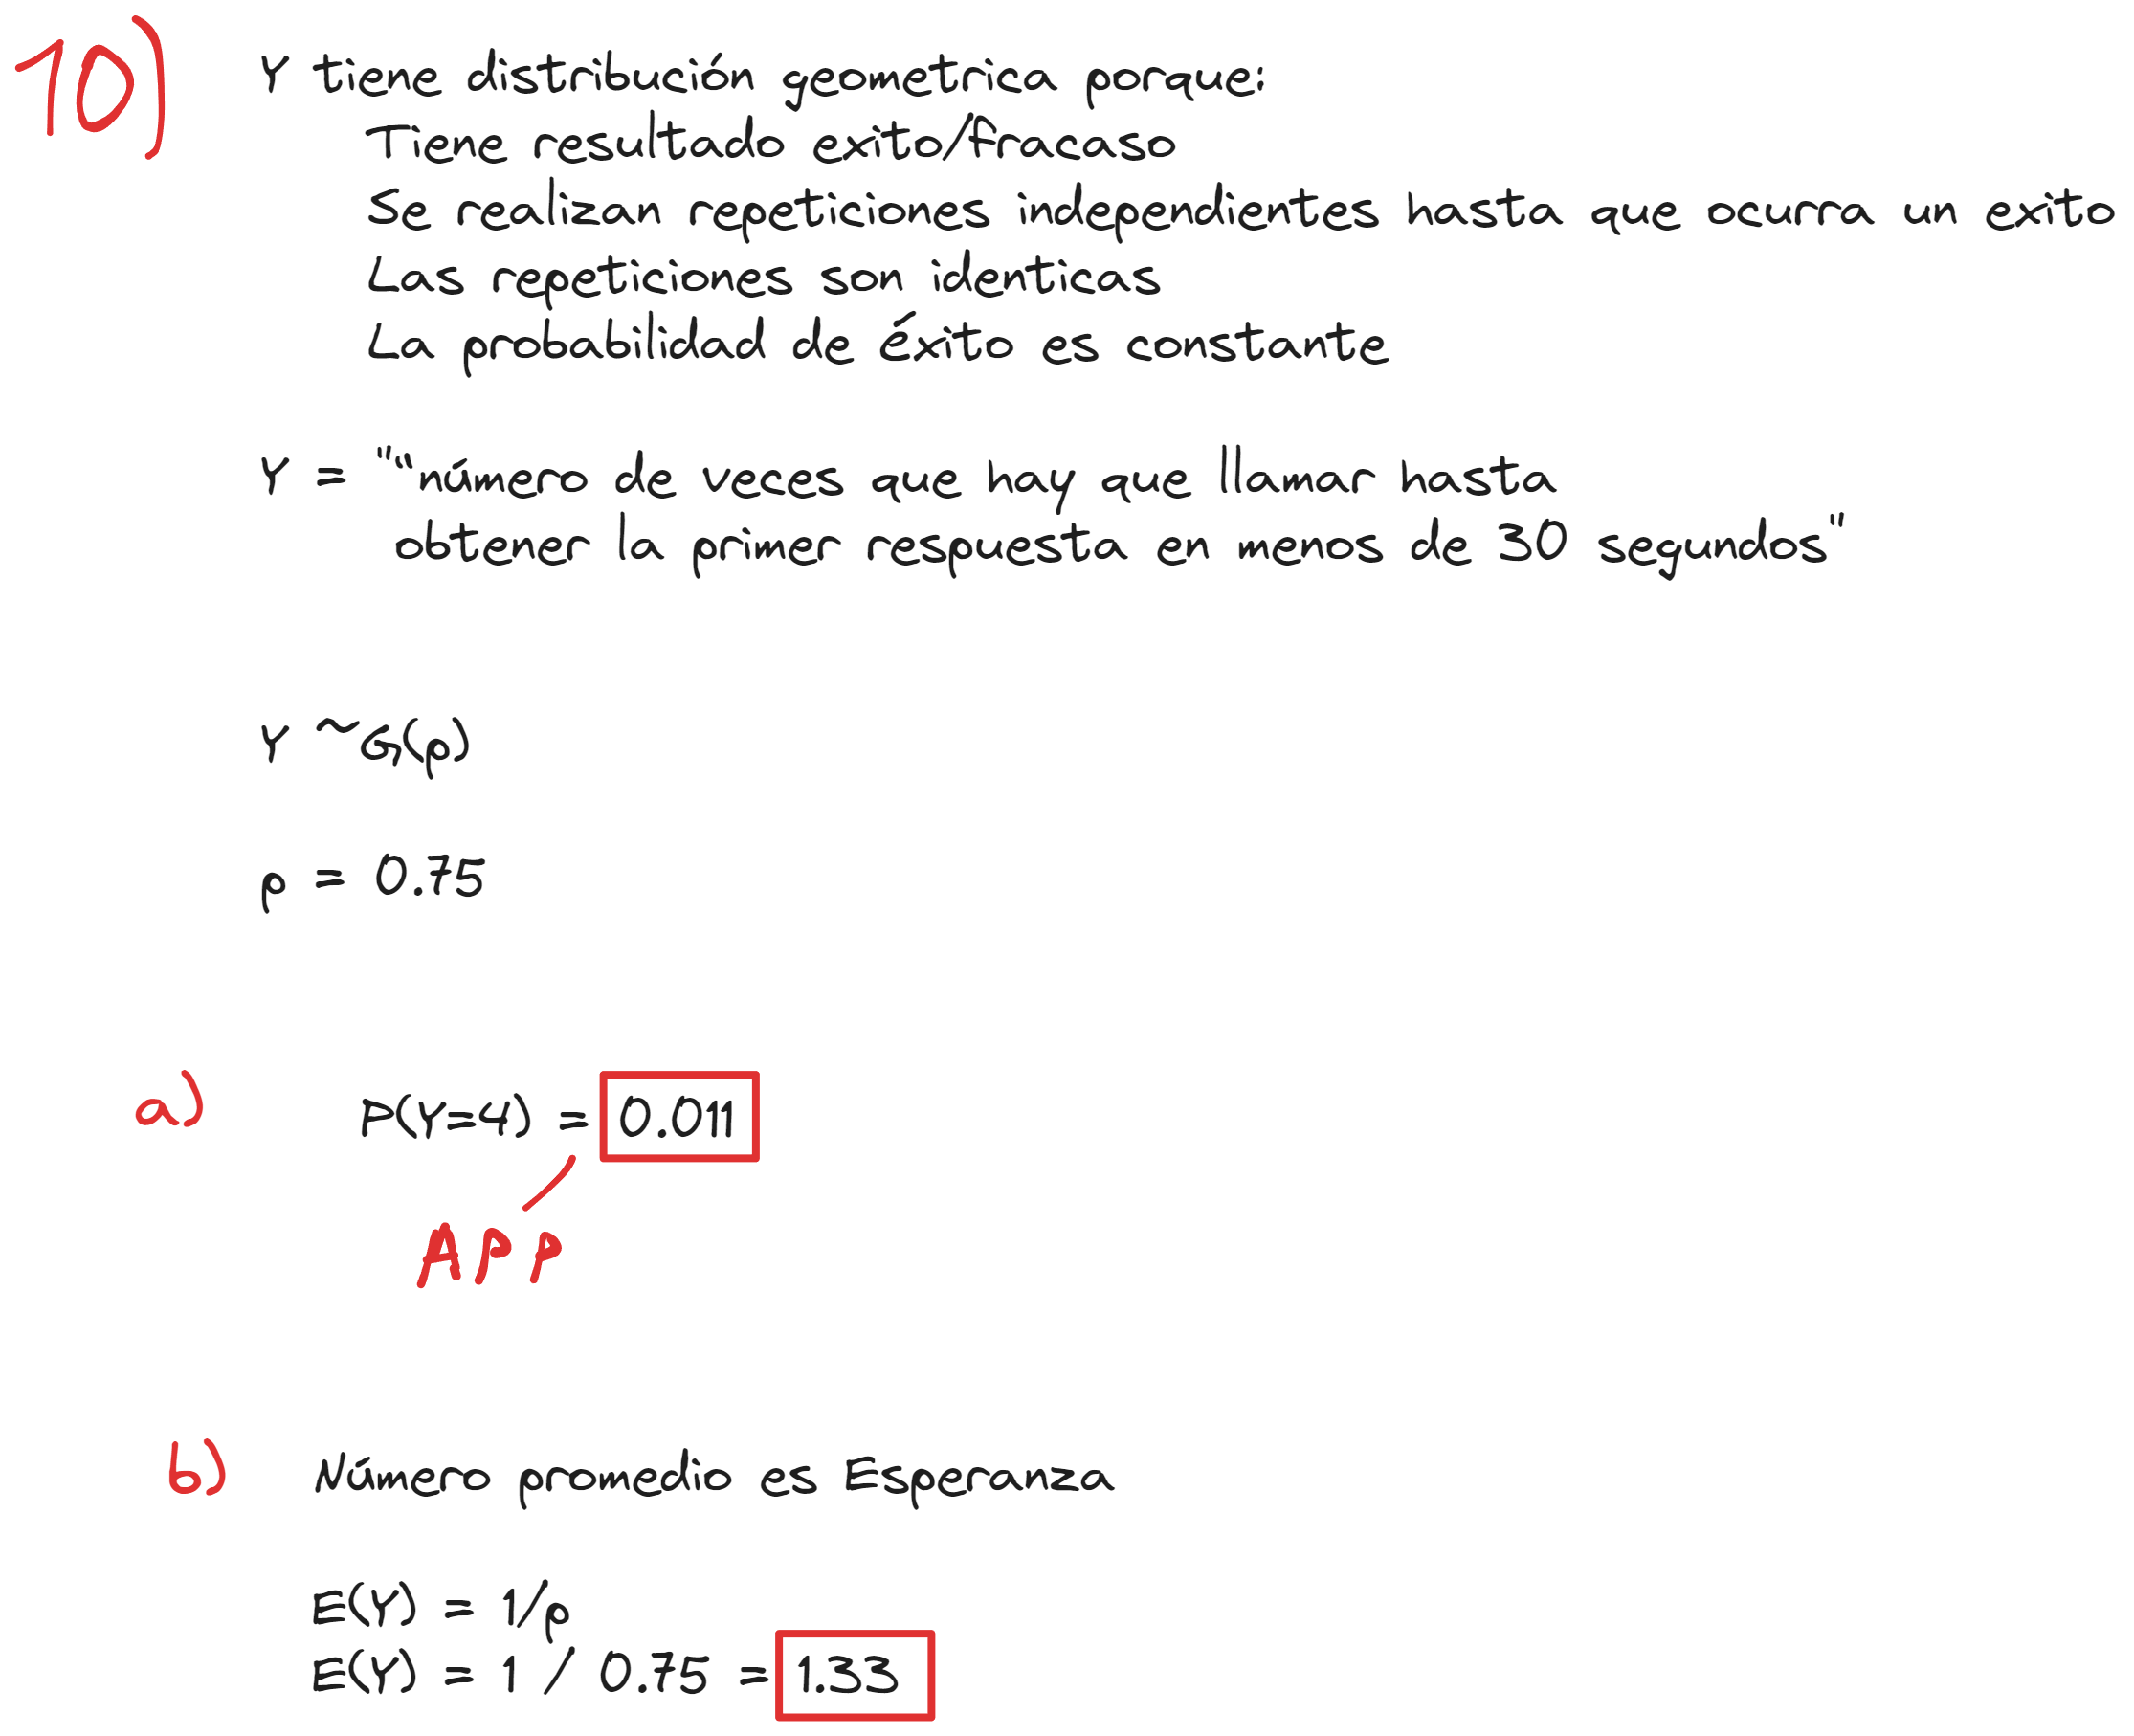 10)
Y tiene distribución geometrica porque:
Tiene resultado exito/fracaso
Se realizan repeticiones independientes hasta que ocurra un exito
Las repeticiones son identicas
La probabilidad de éxito es constante
Y = "“número de veces que hay que llamar hasta
obtener la primer respuesta en menos de 30 segundos"
Y ~G(p)
p = 0.75
a) P(Y=4) = 0.011
APP
b) Número promedio es Esperanza
E(Y) = 1/p
E(Y) = 1 / 0.75 = 1.33